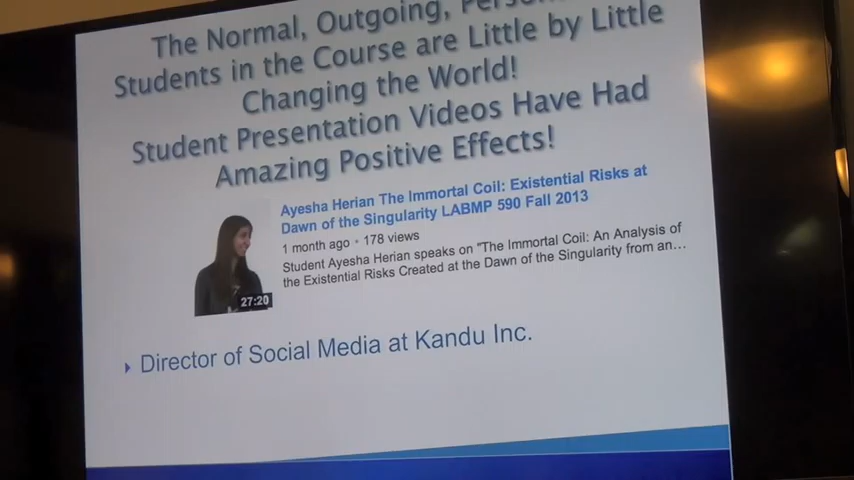 The Normal, Outgoing,
Students in the Course are Little by Little
Changing the World!
Student Presentation Videos Have Had
Amazing Positive Effects!
Ayesha Herian The Immortal Coil: Existential Risks at
Dawn of the Singularity LABMP 590 Fall 2013
1 month ago • 178 views
Student Ayesha Herian speaks on "The Immortal Coil: An Analysis of
the Existential Risks Created at the Dawn of the Singularity from an...
27:20
Director of Social Media at Kandu Inc.